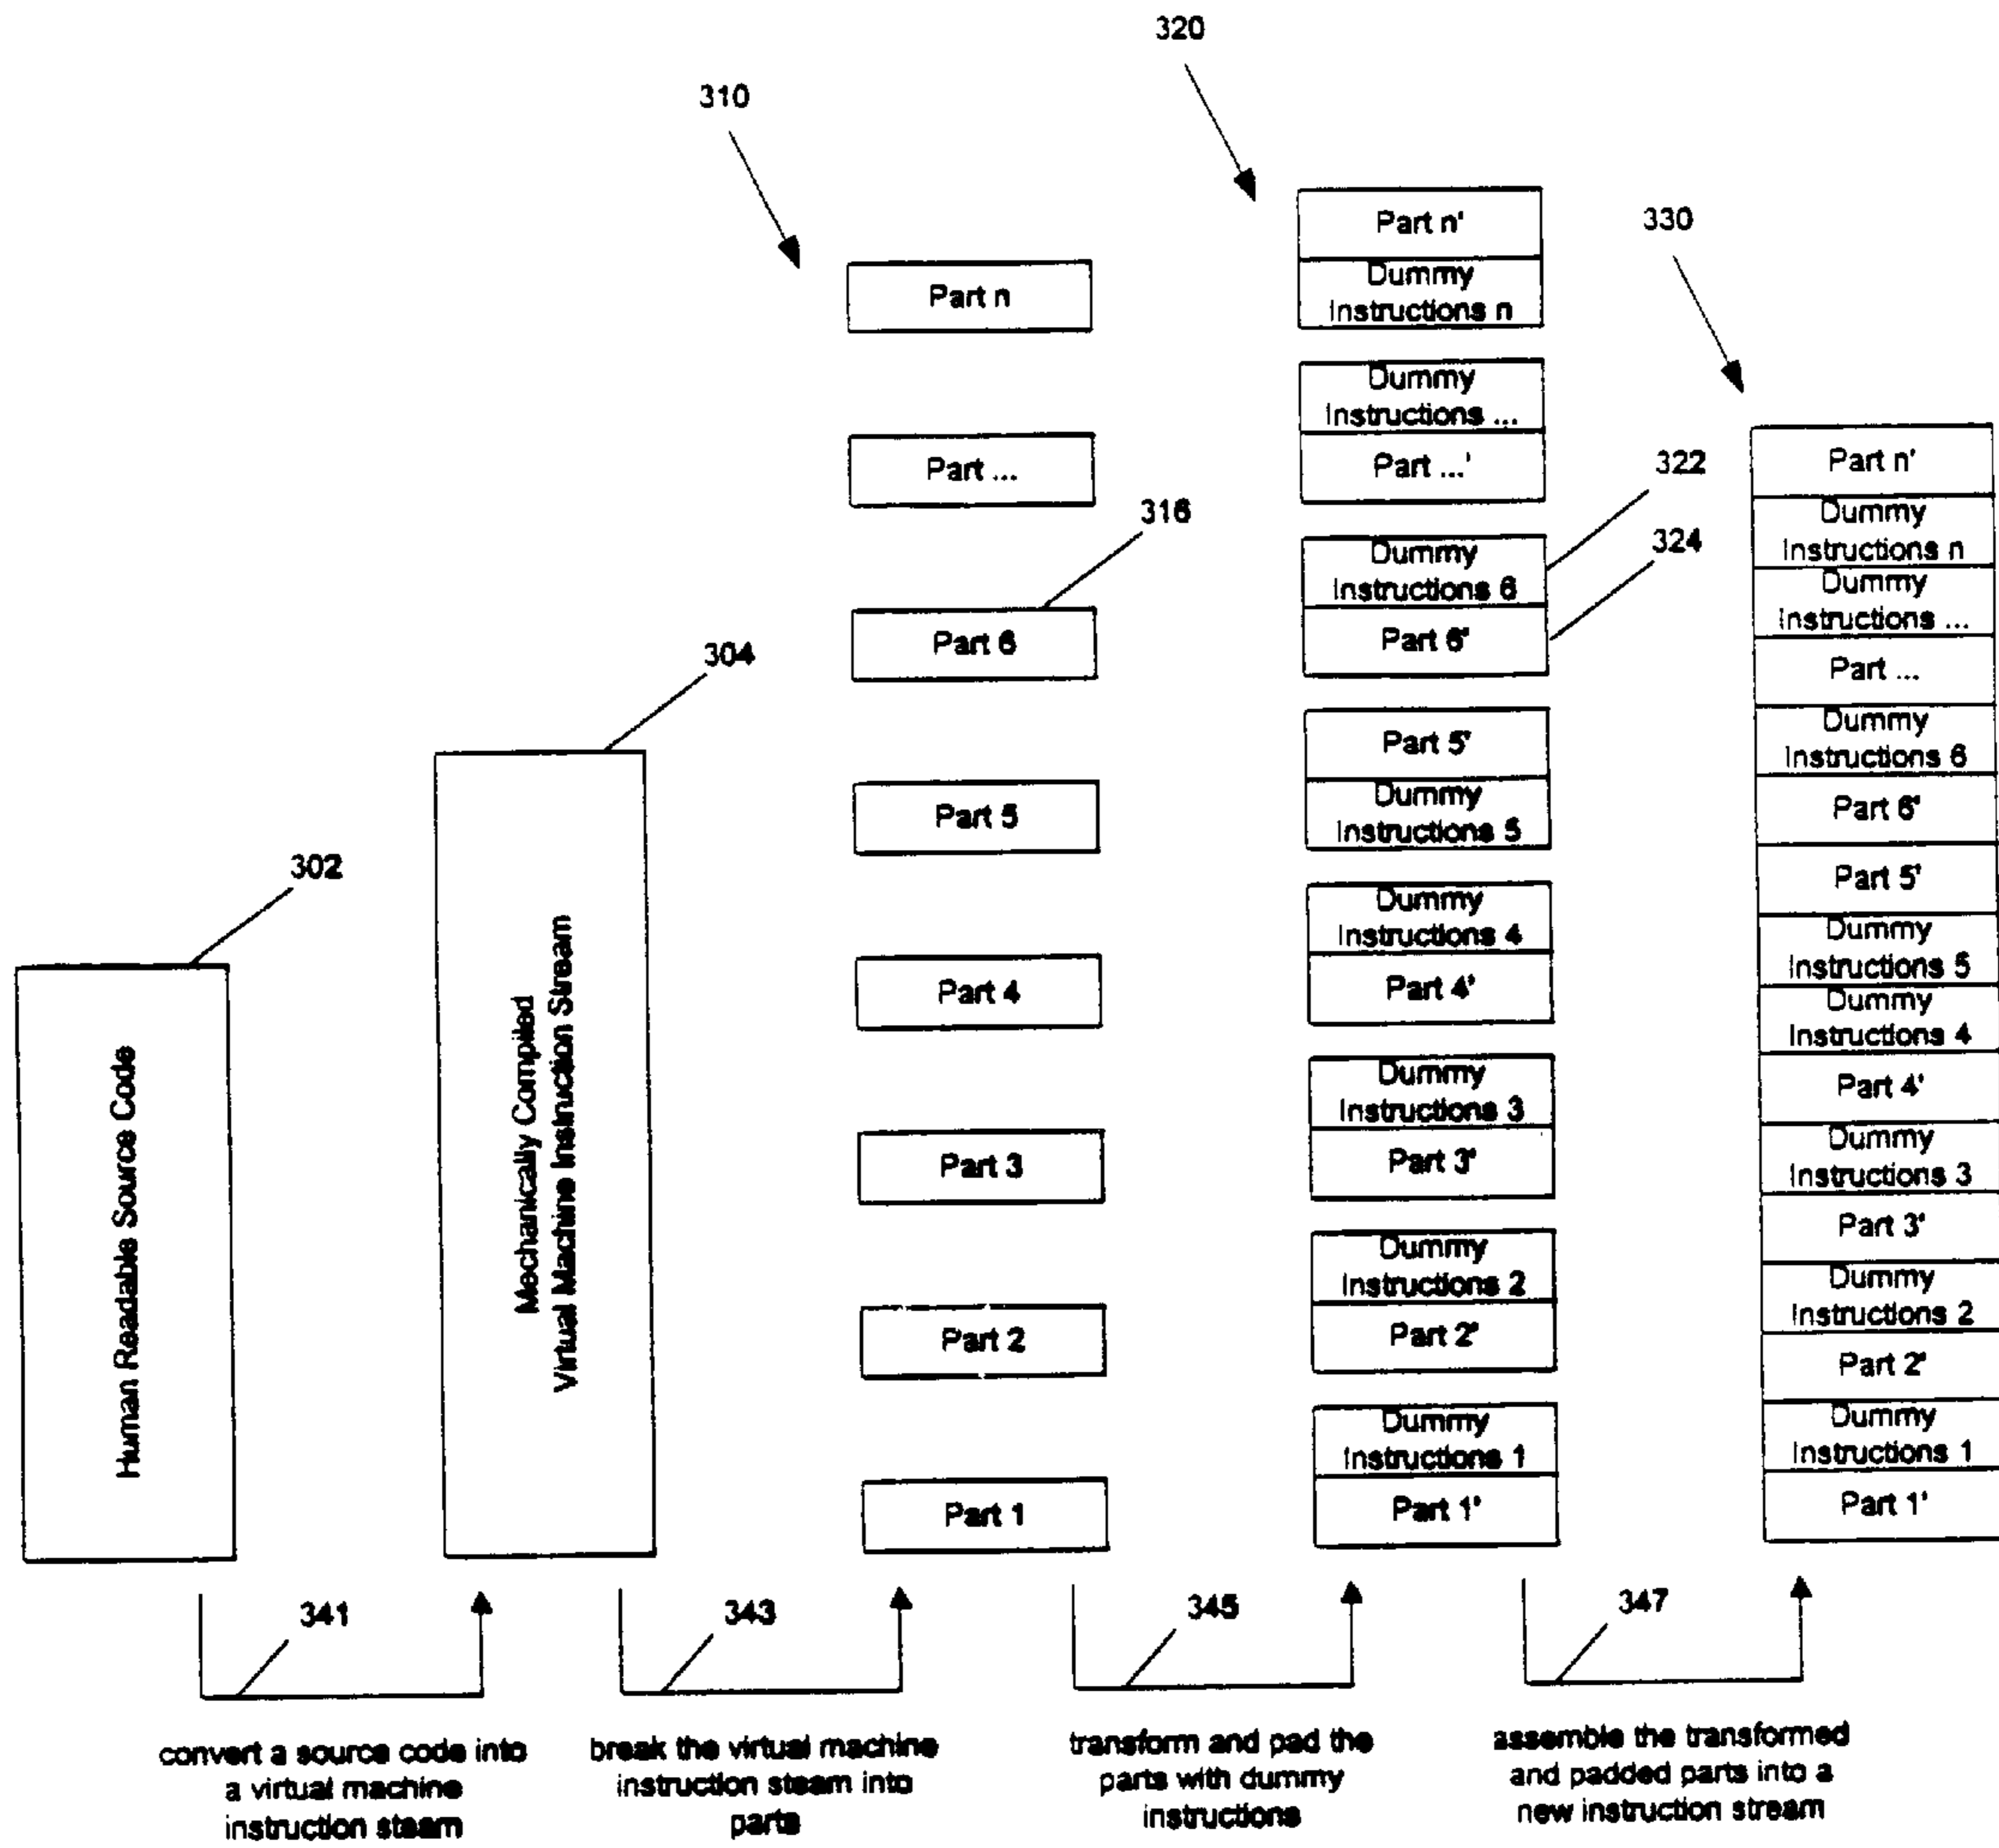 320
310
330
Part n'
Dummy
Instructions n
Part n
Dummy
Instructions ...
Part ...'
Part ...
322
324
316
Dummy
Instructions 6
Part 6'
Part 6
304
Part 5'
Dummy
Instructions 5
Part 5
302
Dummy
Instructions 4
Part 4'
Part 4
Dummy
Instructions 3
Part 3'
Part 3
Dummy
Instructions 2
Part 2'
Part 2
Dummy
Instructions 1
Part 1'
Part 1
Part n'
Dummy
Instructions n
Dummy
Instructions ...
Part ...
Dummy
Instructions 6
Part 6'
Part 5'
Dummy
Instructions 5
Dummy
Instructions 4
Part 4'
Dummy
Instructions 3
Part 3'
Dummy
Instructions 2
Part 2'
Dummy
Instructions 1
Part 1'
Human Readable Source Code
Mechanically Compiled
Virtual Machine Instruction Stream
341
343
345
347
convert a source code into
a virtual machine
instruction steam
break the virtual machine
instruction steam into
parts
transform and pad the
parts with dummy
instructions
assemble the transformed
and padded parts into a
new instruction stream